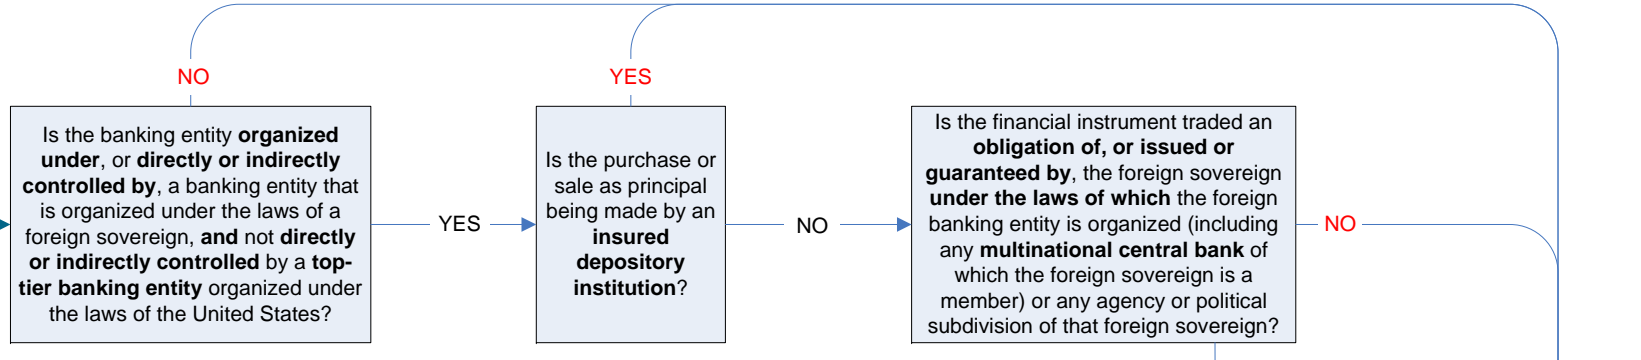 NO
YES
Is the banking entity organized
under, or directly or indirectly
controlled by, a banking entity that
is organized under the laws of a
foreign sovereign, and not directly
or indirectly controlled by a top-
tier banking entity organized under
the laws of the United States?
YES
Is the purchase or
sale as principal
being made by an
insured
depository
institution?
NO
Is the financial instrument traded an
obligation of, or issued or
guaranteed by, the foreign sovereign
under the laws of which the foreign
banking entity is organized (including
any multinational central bank of
which the foreign sovereign is a
member) or any agency or political
subdivision of that foreign sovereign?
NO